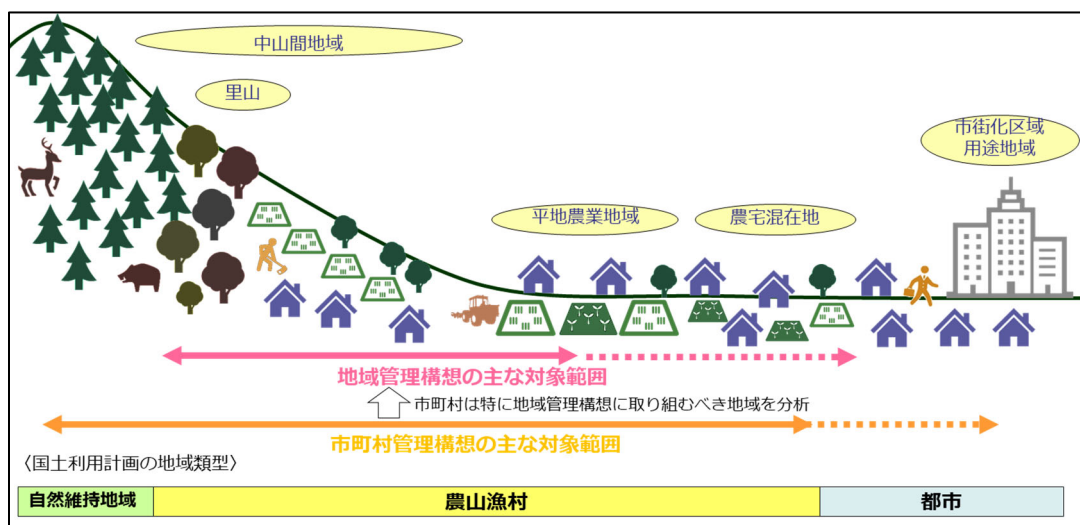 中山間地域
里山
市街化区域
用途地域
平地農業地域
農宅混在地
地域管理構想の主な対象範囲
市町村は特に地域管理構想に取り組むべき地域を分析
市町村管理構想の主な対象範囲
〈国土利用計画の地域類型〉
自然維持地域
農山漁村
都市